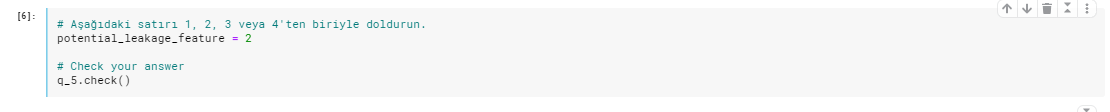 [6]:
# Aşağıdaki satırı 1, 2, 3 veya 4'ten biriyle doldurun.
potential_leakage_feature = 2
# Check your answer
q_5.check()